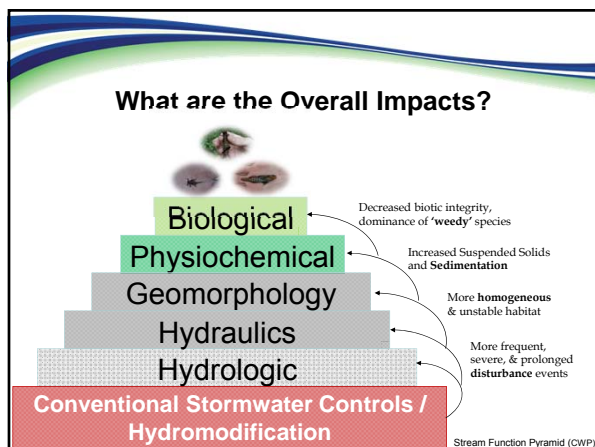 What are the Overall Impacts?
Biological
Decreased biotic integrity,
dominance of 'weedy' species
Physiochemical
Increased Suspended Solids
and Sedimentation
Geomorphology
More homogeneous
& unstable habitat
Hydraulics
More frequent,
severe, & prolonged
disturbance events
Hydrologic
Conventional Stormwater Controls /
Hydromodification
Stream Function Pyramid (CWP)